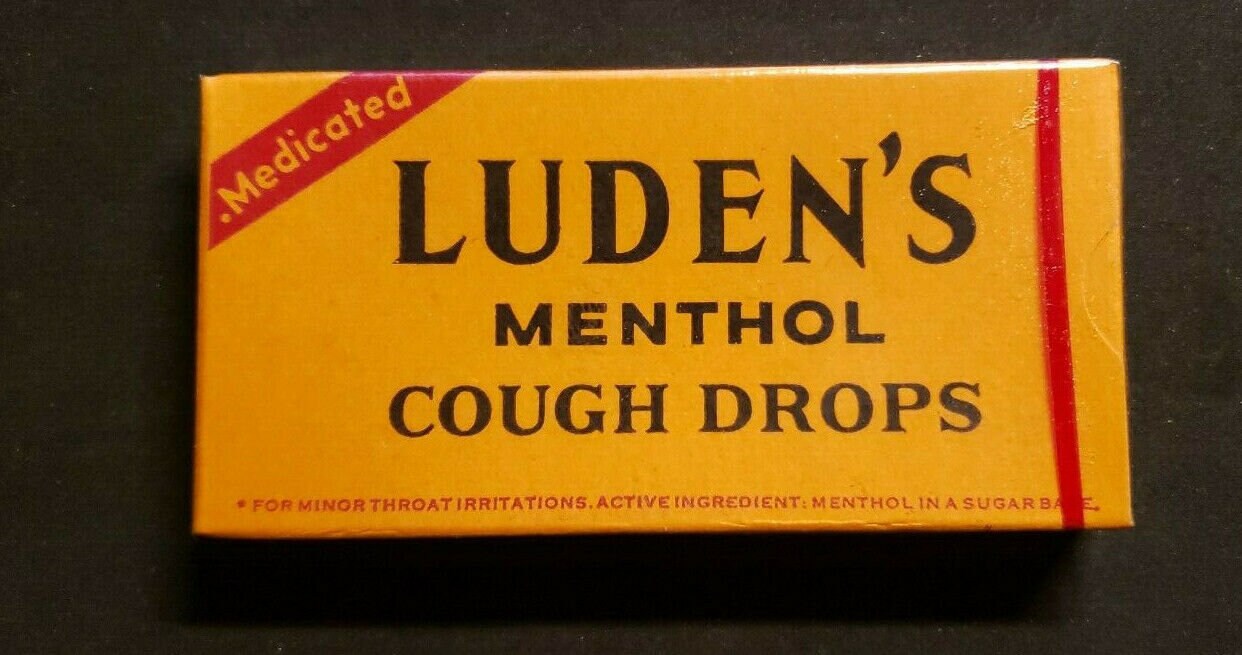 .Medicated
LUDEN'S
MENTHOL
COUGH DROPS
* FOR MINOR THROAT IRRITATIONS. ACTIVE INGREDIENT: MENTHOL IN A SUGAR BASE.